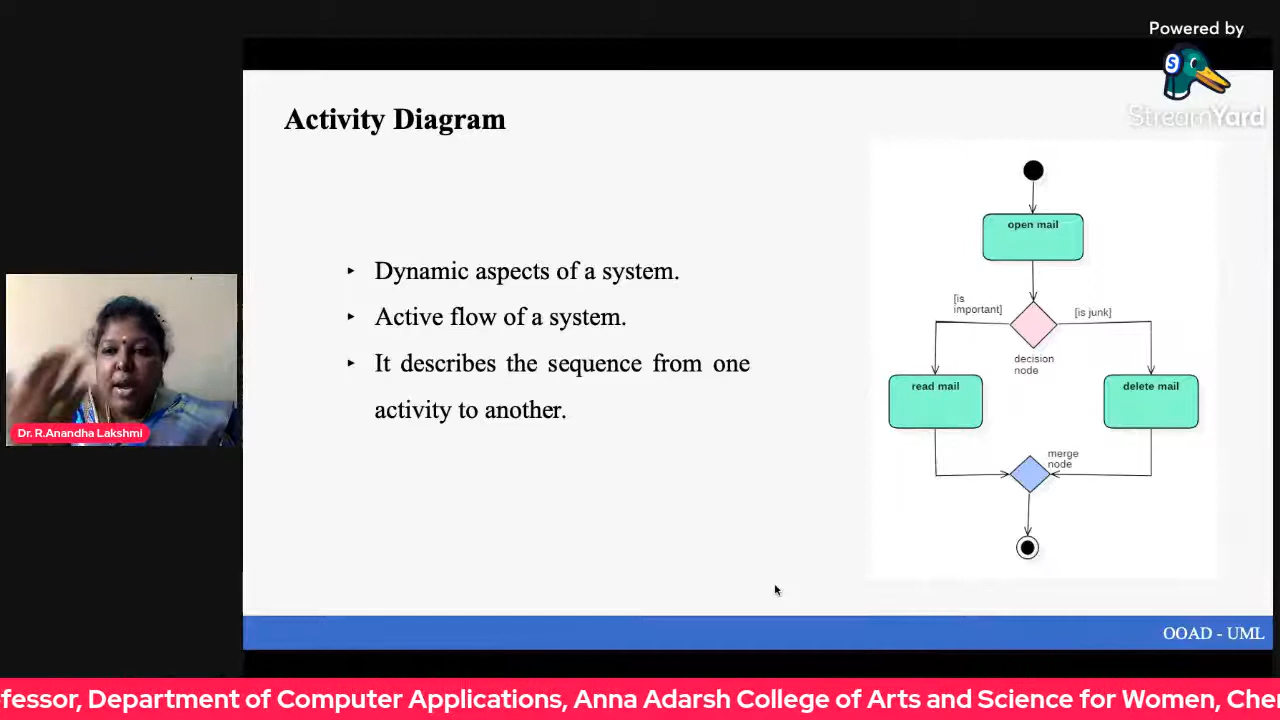 Powered by
StreamYard
Activity Diagram
‣ Dynamic aspects of a system.
‣ Active flow of a system.
‣ It describes the sequence from one
activity to another.
open mail
[is
important]
[is junk]
decision
node
read mail
delete mail
merge
node
Dr. R.Anandha Lakshmi
OOAD - UML
fessor, Department of Computer Applications, Anna Adarsh College of Arts and Science for Women, Che